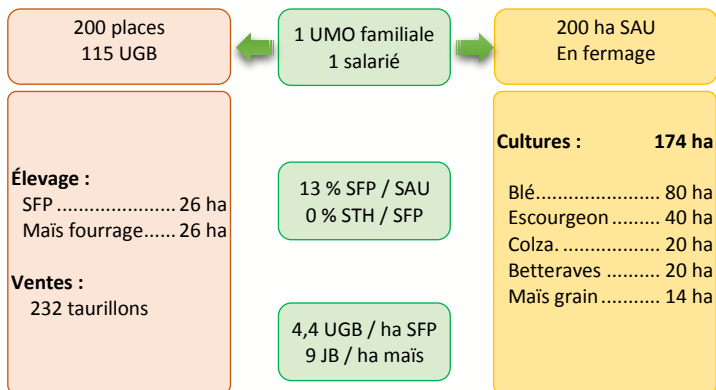 200 places
115 UGB
1 UMO familiale
1 salarié
200 ha SAU
En fermage
Élevage :
SFP ...................... 26 ha
Maïs fourrage...... 26 ha
Ventes :
232 taurillons
13 % SFP / SAU
0 % STH / SFP
4,4 UGB / ha SFP
9 JB / ha maïs
Cultures : 174 ha
Blé.......................... 80 ha
Escourgeon ........... 40 ha
Colza. ..................... 20 ha
Betteraves ............ 20 ha
Maïs grain ............. 14 ha